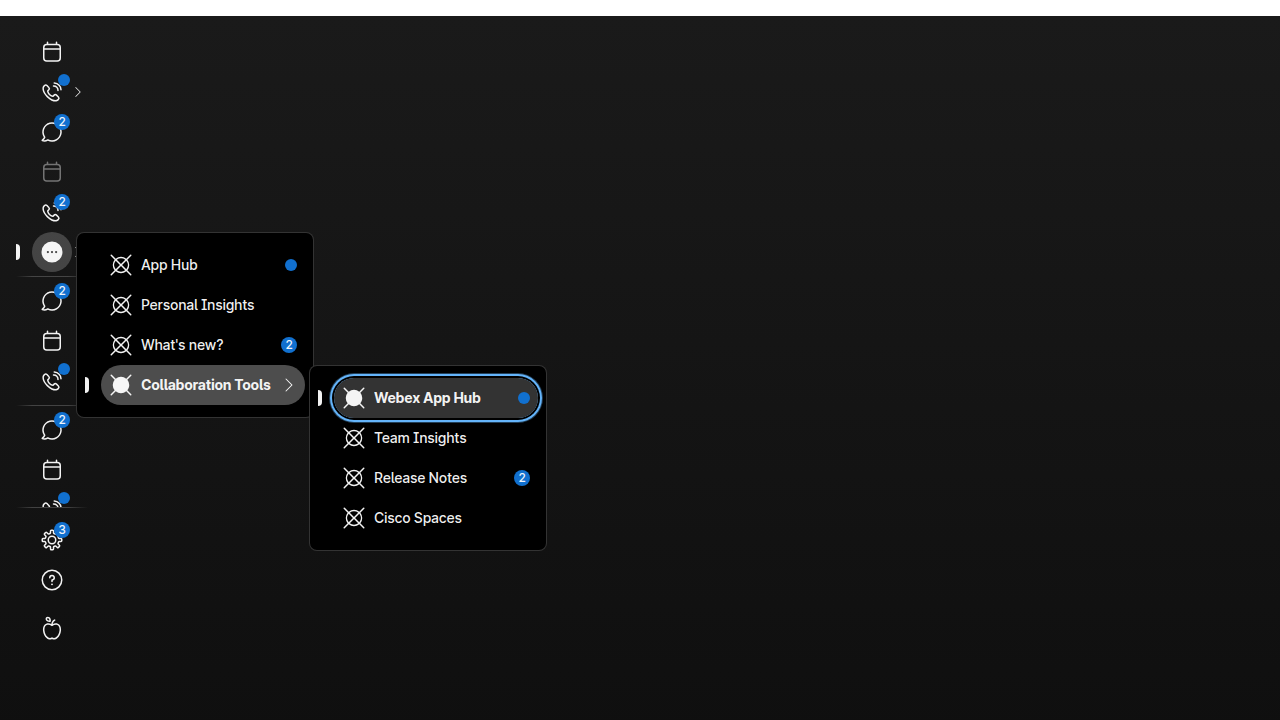 2
2
App Hub
Personal Insights
2
What's new?
2
Collaboration Tools
Webex App Hub
2
Team Insights
Release Notes
2
Cisco Spaces
3